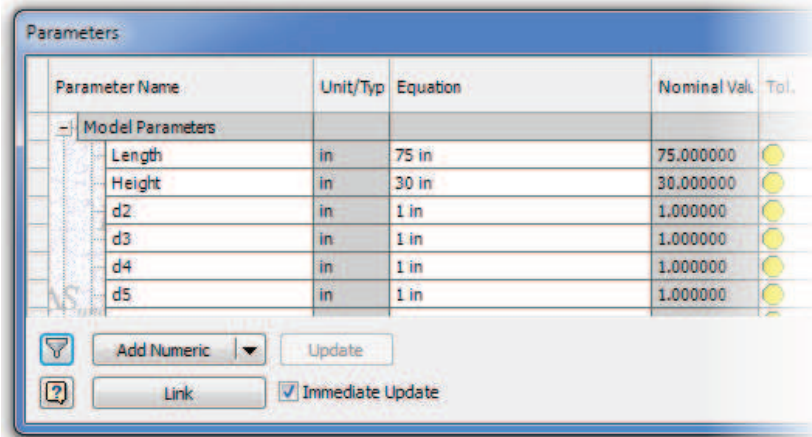 Parameters
Parameter Name Unit/Typ Equation Nominal Valu Tol.
Model Parameters
Length in 75 in 75.000000
Height in 30 in 30.000000
d2 in 1 in 1.000000
d3 in 1 in 1.000000
d4 in 1 in 1.000000
d5 in 1 in 1.000000
Add Numeric Update
Link Immediate Update